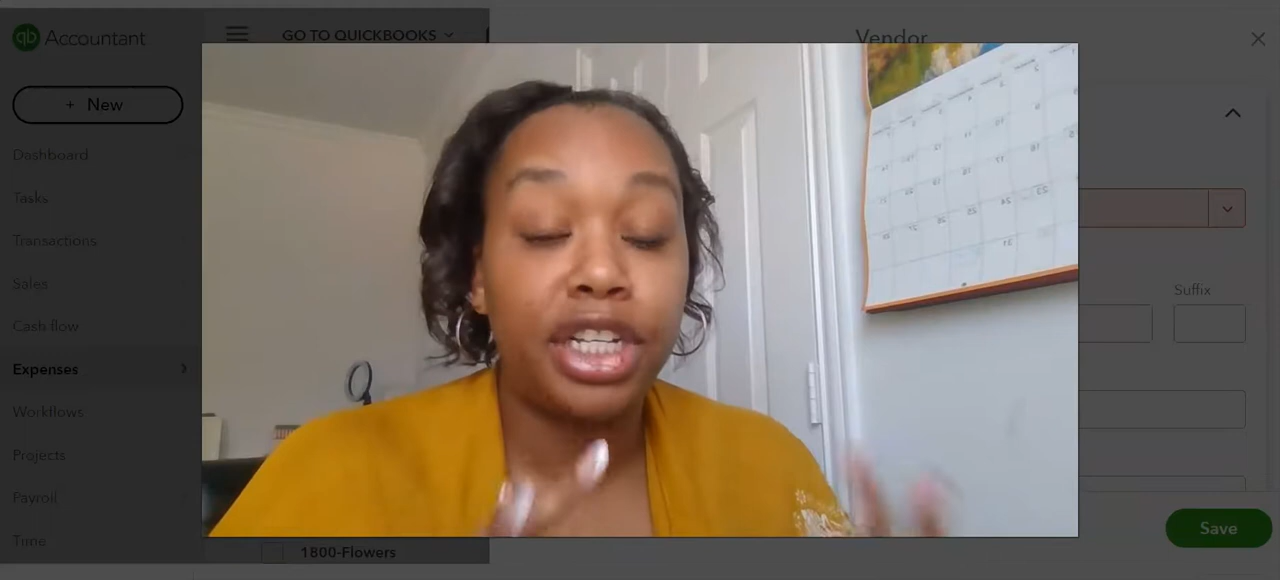 qb Accountant
GO TO QUICKBOOKS
Vendor
+ New
Dashboard
Tasks
Transactions
Sales
Suffix
Cash flow
Expenses
Workflows
Projects
Payroll
Save
Time
1800-Flowers